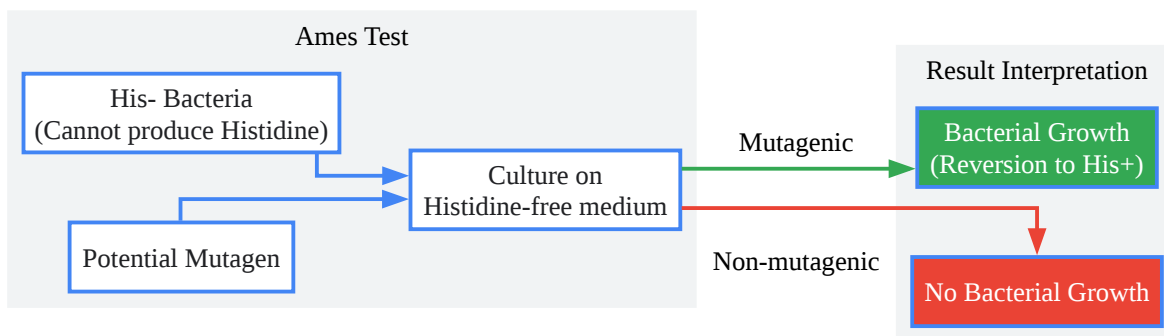 Ames Test
His- Bacteria
(Cannot produce Histidine)
Potential Mutagen
Culture on
Histidine-free medium
Mutagenic
Non-mutagenic
Result Interpretation
Bacterial Growth
(Reversion to His+)
No Bacterial Growth